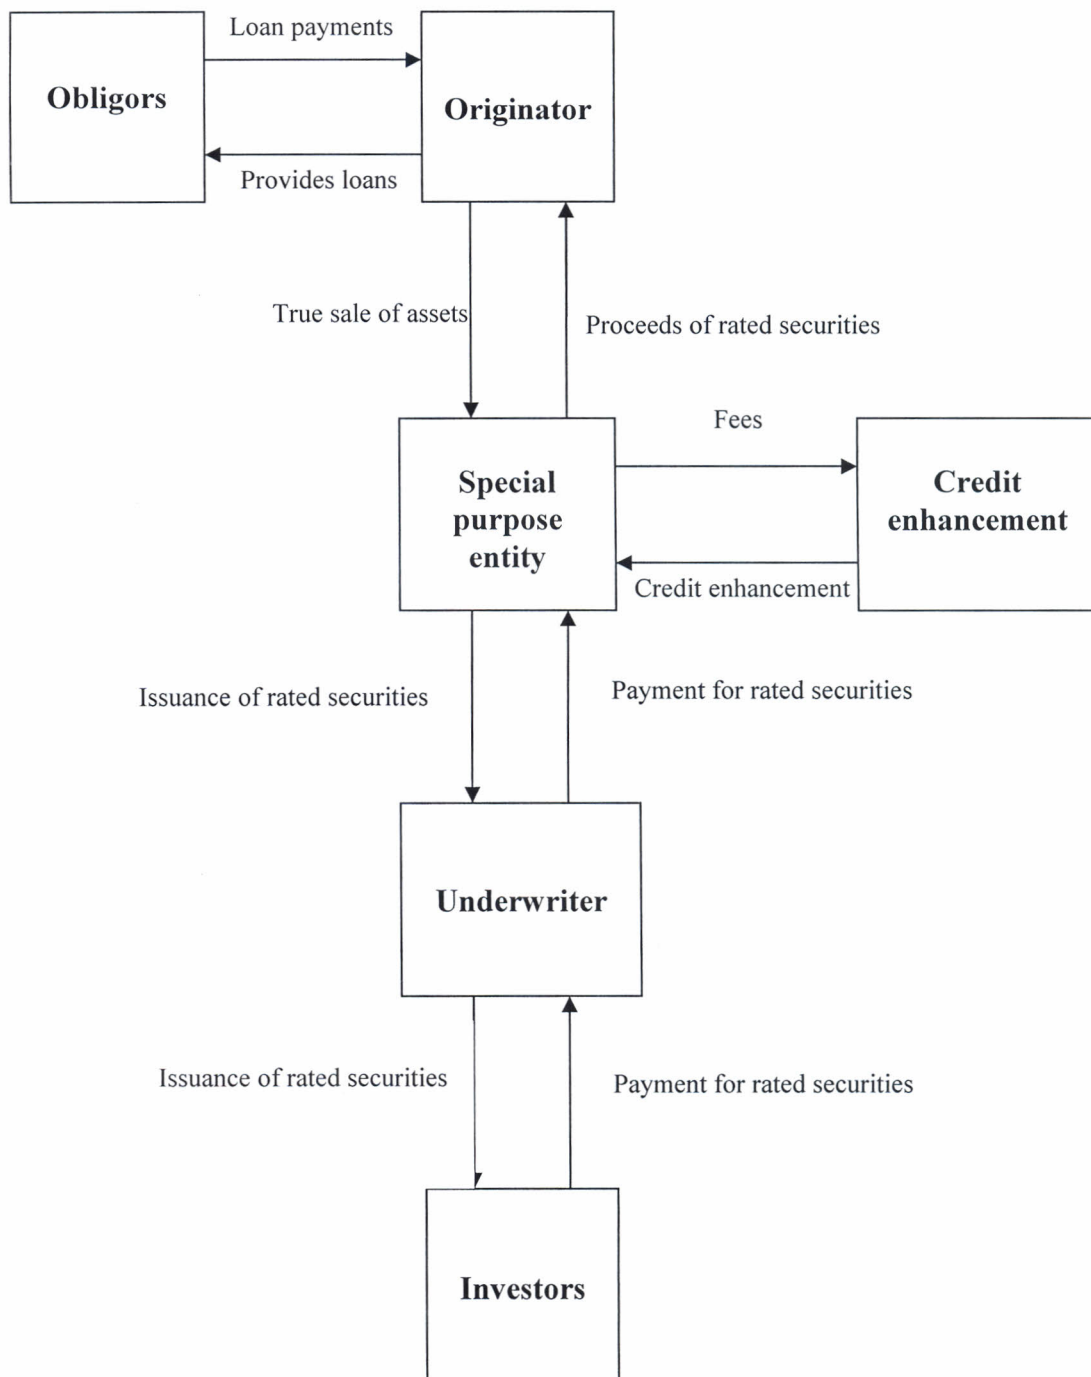 Loan payments
Obligors
Originator
Provides loans
True sale of assets
Proceeds of rated securities
Fees
Special
purpose
entity
Credit
enhancement
Credit enhancement
Issuance of rated securities
Payment for rated securities
Underwriter
Issuance of rated securities
Payment for rated securities
Investors